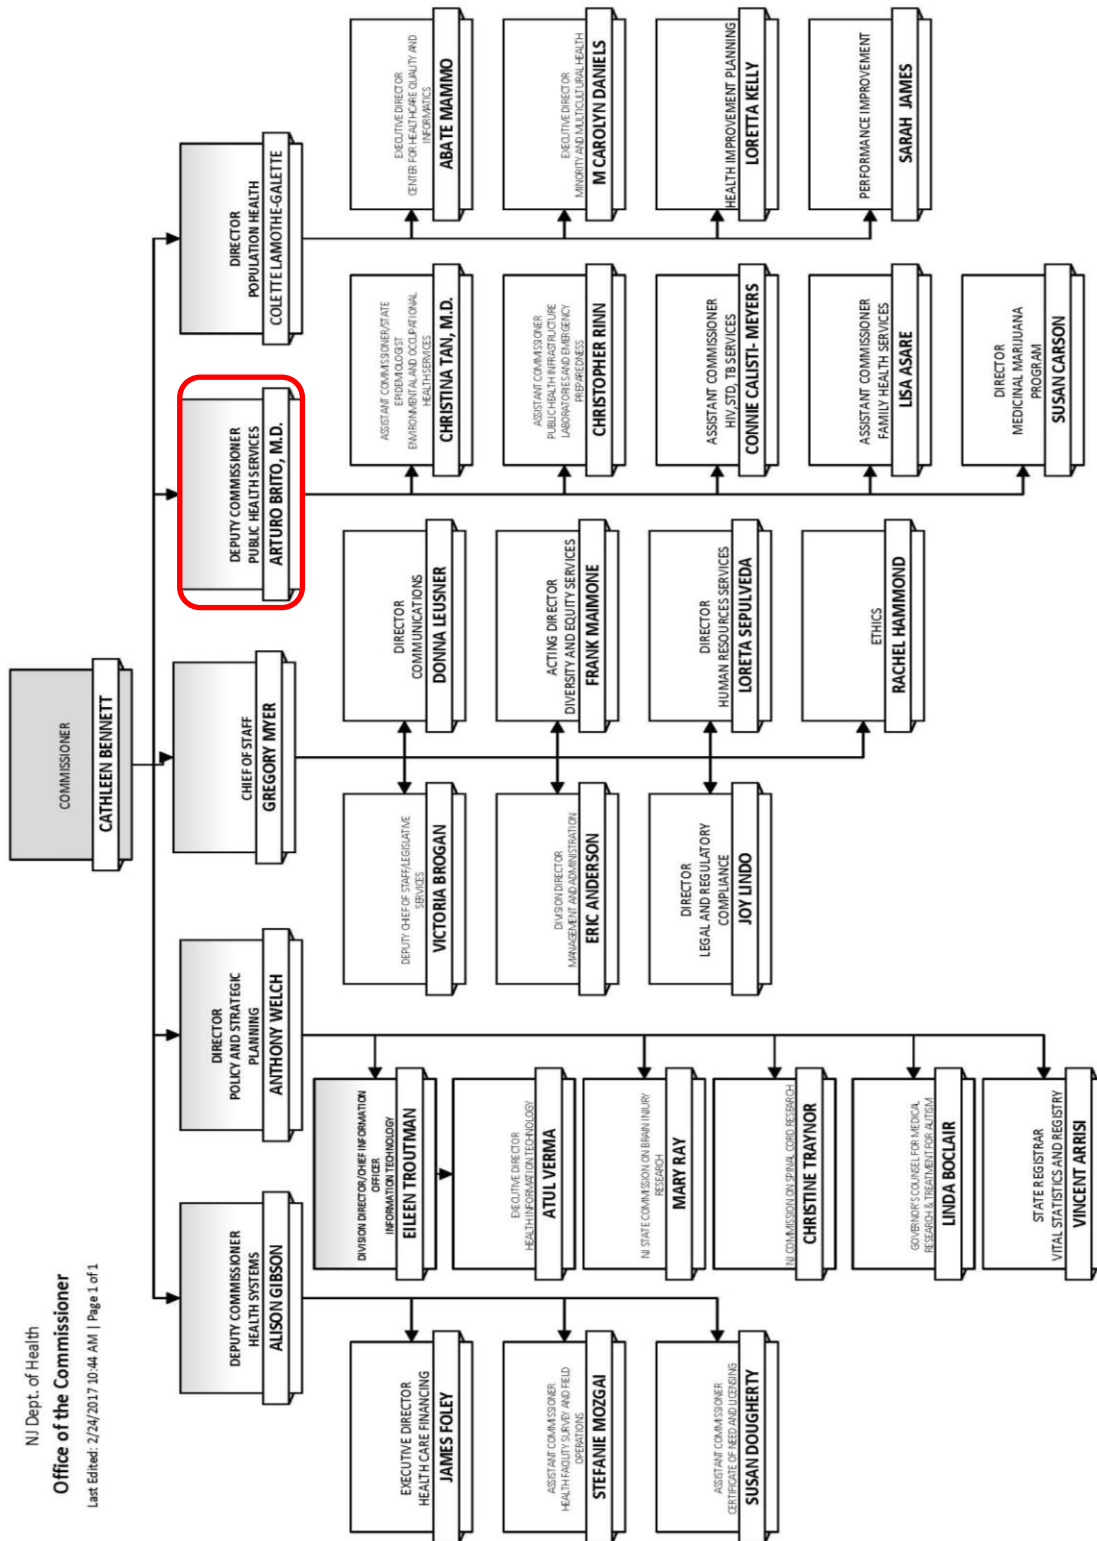 NJ Dept. of Health
Office of the Commissioner
Last Edited: 2/24/2017 10:44 AM | Page 1 of 1
COMMISSIONER
CATHLEEN BENNETT
DEPUTY COMMISSIONER
HEALTH SYSTEMS
ALISON GIBSON
DIRECTOR
POLICY AND STRATEGIC
PLANNING
ANTHONY WELCH
CHIEF OF STAFF
GREGORY MYER
DEPUTY COMMISSIONER
PUBLIC HEALTH SERVICES
ARTURO BRITO, M.D.
DIRECTOR
POPULATION HEALTH
COLETTE LAMOTHE-GALETTE
EXECUTIVE DIRECTOR
HEALTH CARE FINANCING
JAMES FOLEY
ASSISTANT COMMISSIONER
HEALTH FACILITY SURVEY AND FIELD
OPERATIONS
STEFANIE MOZGAI
ASSISTANT COMMISSIONER
CERTIFICATE OF NEED AND LICENSING
SUSAN DOUGHERTY
DIVISION DIRECTOR/CHIEF INFORMATION
OFFICER
INFORMATION TECHNOLOGY
EILEEN TROUTMAN
EXECUTIVE DIRECTOR
HEALTH INFORMATION TECHNOLOGY
ATUL VERMA
NJ STATE COMMISSION ON BRAIN INJURY
RESEARCH
MARY RAY
NJ COMMISSION ON SPINAL CORD RESEARCH
CHRISTINE TRAYNOR
GOVERNOR'S COUNSEL FOR MEDICAL
RESEARCH & TREATMENT FOR AUTISM
LINDA BOCLAIR
STATE REGISTRAR
VITAL STATISTICS AND REGISTRY
VINCENT ARRISI
DEPUTY CHIEF OF STAFF/LEGISLATIVE
SERVICES
VICTORIA BROGAN
DIVISION DIRECTOR
MANAGEMENT AND ADMINISTRATION
ERIC ANDERSON
DIRECTOR
LEGAL AND REGULATORY
COMPLIANCE
JOY LINDO
DIRECTOR
COMMUNICATIONS
DONNA LEUSNER
ACTING DIRECTOR
DIVERSITY AND EQUITY SERVICES
FRANK MAIMONE
DIRECTOR
HUMAN RESOURCES SERVICES
LORETA SEPULVEDA
ETHICS
RACHEL HAMMOND
ASSISTANT COMMISSIONER/STATE
EPIDEMIOLOGIST
ENVIRONMENTAL AND OCCUPATIONAL
HEALTH SERVICES
CHRISTINA TAN, M.D.
ASSISTANT COMMISSIONER
PUBLIC HEALTH INFRASTRUCTURE
LABORATORIES AND EMERGENCY
PREPAREDNESS
CHRISTOPHER RINN
ASSISTANT COMMISSIONER
HIV, STD, TB SERVICES
CONNIE CALISTI- MEYERS
ASSISTANT COMMISSIONER
FAMILY HEALTH SERVICES
LISA ASARE
DIRECTOR
MEDICINAL MARIJUANA
PROGRAM
SUSAN CARSON
EXECUTIVE DIRECTOR
CENTER FOR HEALTHCARE QUALITY AND
INFORMATICS
ABATE MAMMO
EXECUTIVE DIRECTOR
MINORITY AND MULTICULTURAL HEALTH
M CAROLYN DANIELS
HEALTH IMPROVEMENT PLANNING
LORETTA KELLY
PERFORMANCE IMPROVEMENT
SARAH JAMES